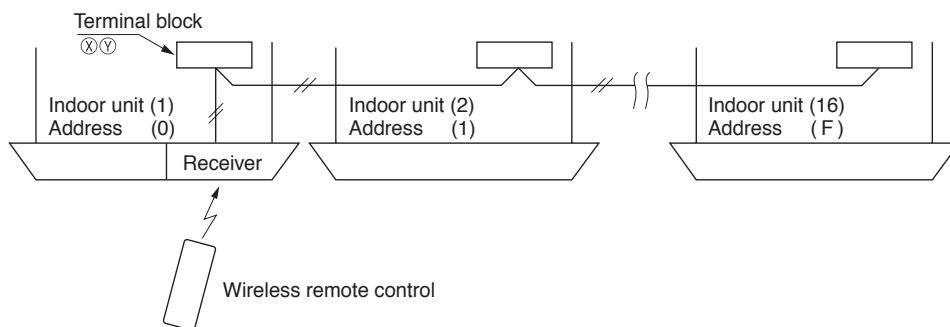 Terminal block
Ⓧ Ⓨ
Indoor unit (1)
Address (0)
Receiver
Indoor unit (2)
Address (1)
Indoor unit (16)
Address ( F )
Wireless remote control